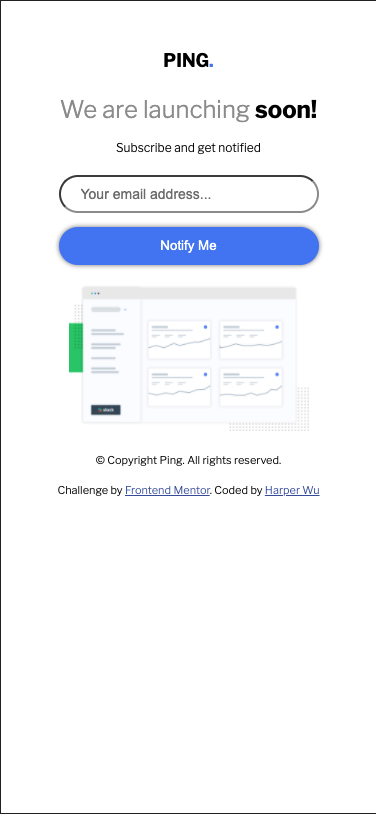 PING.
We are launching soon!
Subscribe and get notified
Your email address...
Notify Me
© Copyright Ping. All rights reserved.
Challenge by Frontend Mentor. Coded by Harper Wu